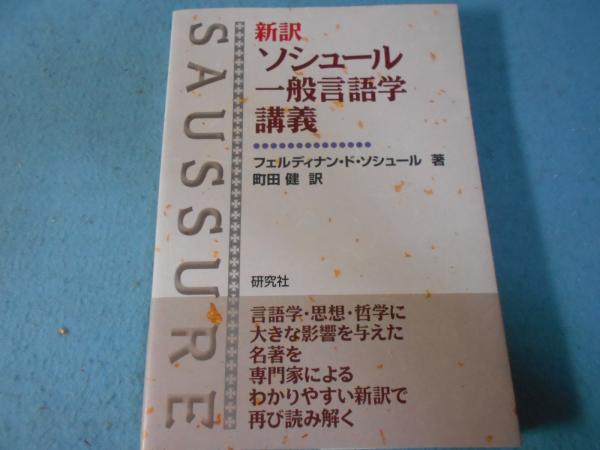 SAUSSURE
新訳
ソシュール
一般言語学
講義
フェルディナン・ド・ソシュール 著
町田 健 訳
研究社
言語学・思想・哲学に
大きな影響を与えた
名著を
専門家による
わかりやすい新訳で
再び読み解く